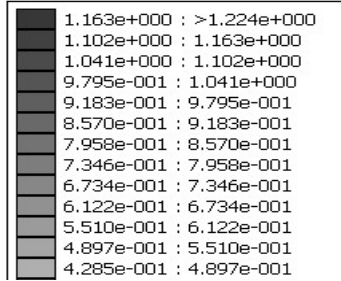 1.163e+000 : >1.224e+000
1.102e+000 : 1.163e+000
1.041e+000 : 1.102e+000
9.795e-001 : 1.041e+000
9.183e-001 : 9.795e-001
8.570e-001 : 9.183e-001
7.958e-001 : 8.570e-001
7.346e-001 : 7.958e-001
6.734e-001 : 7.346e-001
6.122e-001 : 6.734e-001
5.510e-001 : 6.122e-001
4.897e-001 : 5.510e-001
4.285e-001 : 4.897e-001